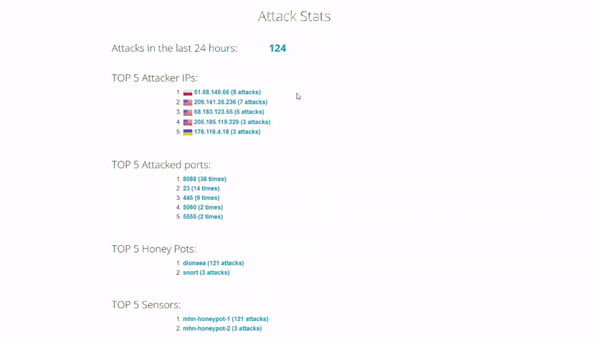 Attack Stats
Attacks in the last 24 hours: 124
TOP 5 Attacker IPs:
1. 51.68.146.66 (8 attacks)
2. 209.141.35.236 (7 attacks)
3. 68.183.123.56 (5 attacks)
4. 205.185.119.229 (3 attacks)
5. 176.119.4.18 (3 attacks)
TOP 5 Attacked ports:
1. 8088 (38 times)
2. 23 (14 times)
3. 445 (9 times)
4. 5060 (2 times)
5. 5555 (2 times)
TOP 5 Honey Pots:
1. dionaea (121 attacks)
2. snort (3 attacks)
TOP 5 Sensors:
1. mhn-honeypot-1 (121 attacks)
2. mhn-honeypot-2 (3 attacks)